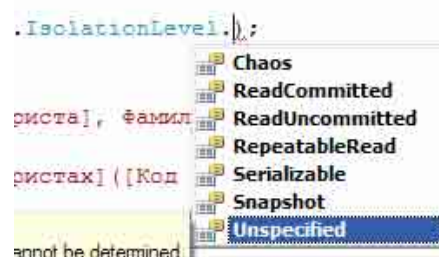 .IsolationLevel.);
Chaos
ReadCommitted
риста], Фамил
ReadUncommitted
RepeatableRead
ристах]([Код
Serializable
Snapshot
Unspecified
annot be determined